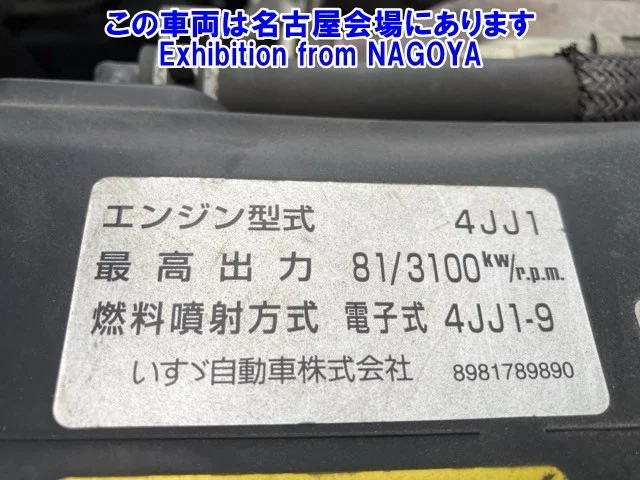 この車両は名古屋会場にあります
Exhibition from NAGOYA
エンジン型式 4JJ1
最高出力 81/3100kW/r.p.m.
燃料噴射方式 電子式 4JJ1-9
いすゞ自動車株式会社 8981789890